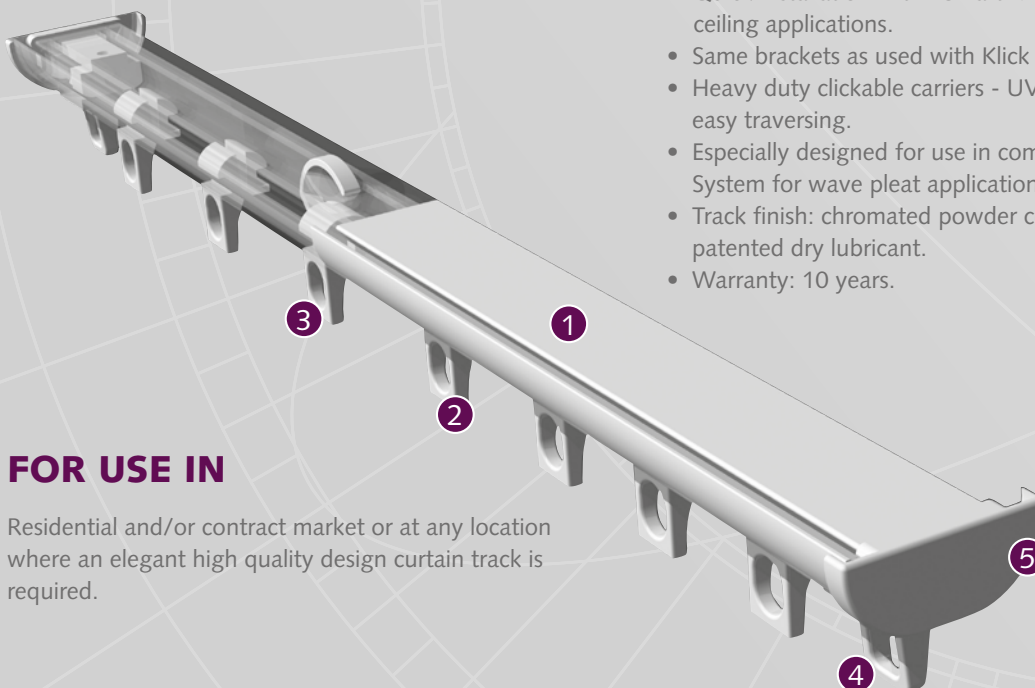 ceiling applications.
• Same brackets as used with Klick
• Heavy duty clickable carriers - UV
easy traversing.
• Especially designed for use in com
System for wave pleat application
• Track finish: chromated powder c
patented dry lubricant.
• Warranty: 10 years.
1
3
2
FOR USE IN
Residential and/or contract market or at any location
where an elegant high quality design curtain track is
required.
5
4